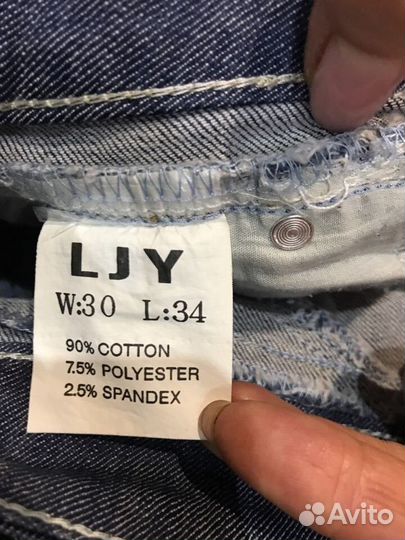 LJY
W:30 L:34
90% COTTON
7.5% POLYESTER
2.5% SPANDEX
Avito